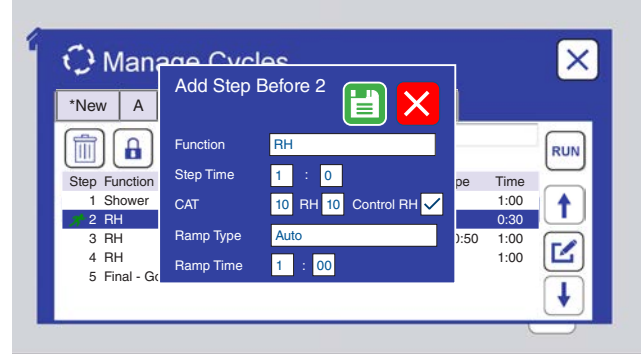 Manage Cycles
Add Step Before 2
*New A
Function RH
RUN
Step Time 1 : 0
Step Function pe Time
CAT 10 RH 10 Control RH
1 Shower 1:00
2 RH 0:30
Ramp Type Auto
3 RH 0:50 1:00
4 RH 1:00
Ramp Time 1 : 00
5 Final - Go